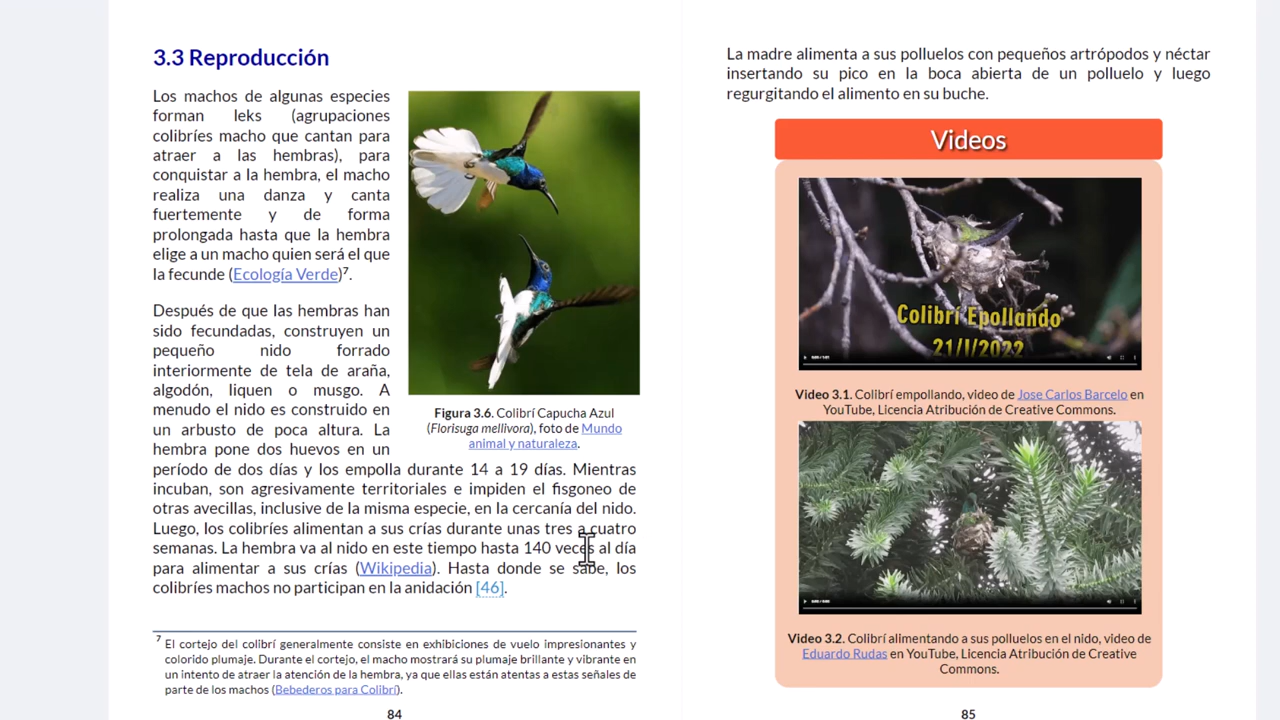 3.3 Reproducción
Los machos de algunas especies
forman leks (agrupaciones
colibríes macho que cantan para
atraer a las hembras), para
conquistar a la hembra, el macho
realiza una danza y canta
fuertemente y de forma
prolongada hasta que la hembra
elige a un macho quien será el que
la fecunde (Ecología Verde)⁷.
Después de que las hembras han
sido fecundadas, construyen un
pequeño nido forrado
interiormente de tela de araña,
algodón, liquen o musgo. A
menudo el nido es construido en
un arbusto de poca altura. La
hembra pone dos huevos en un
período de dos días y los empolla durante 14 a 19 días. Mientras
incuban, son agresivamente territoriales e impiden el fisgoneo de
otras avecillas, inclusive de la misma especie, en la cercanía del nido.
Luego, los colibríes alimentan a sus crías durante unas tres a cuatro
semanas. La hembra va al nido en este tiempo hasta 140 veces al día
para alimentar a sus crías (Wikipedia). Hasta donde se sabe, los
colibríes machos no participan en la anidación [46].
Figura 3.6. Colibrí Capucha Azul
(Florisuga mellivora), foto de Mundo
animal y naturaleza.
⁷ El cortejo del colibrí generalmente consiste en exhibiciones de vuelo impresionantes y
colorido plumaje. Durante el cortejo, el macho mostrará su plumaje brillante y vibrante en
un intento de atraer la atención de la hembra, ya que ellas están atentas a estas señales de
parte de los machos (Bebederos para Colibrí).
84
La madre alimenta a sus polluelos con pequeños artrópodos y néctar
insertando su pico en la boca abierta de un polluelo y luego
regurgitando el alimento en su buche.
Videos
Colibrí Epollando
21/I/2022
Video 3.1. Colibrí empollando, video de Jose Carlos Barcelo en
YouTube, Licencia Atribución de Creative Commons.
Video 3.2. Colibrí alimentando a sus polluelos en el nido, video de
Eduardo Rudas en YouTube, Licencia Atribución de Creative
Commons.
85